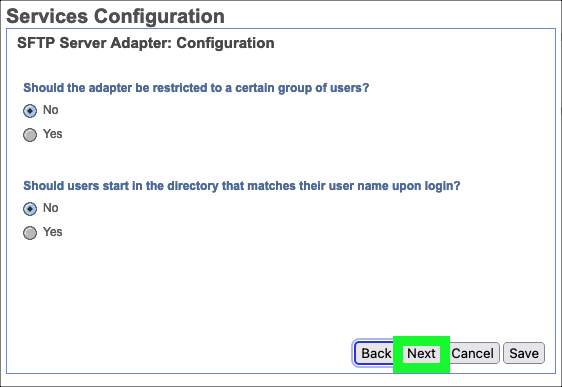 Services Configuration
SFTP Server Adapter: Configuration
Should the adapter be restricted to a certain group of users?
No
Yes
Should users start in the directory that matches their user name upon login?
No
Yes
Back Next Cancel Save